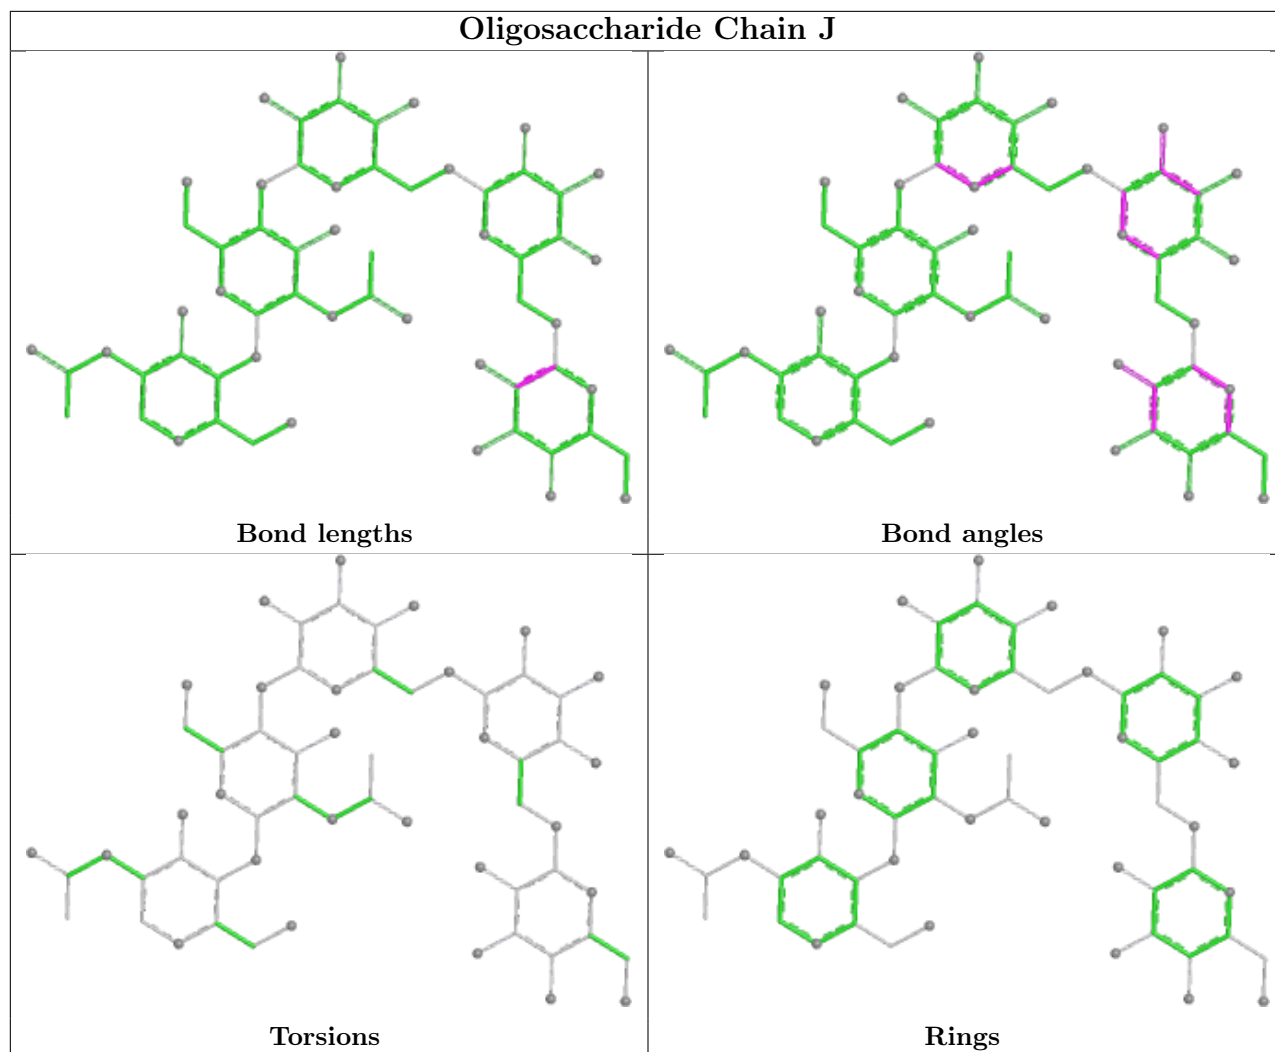 Oligosaccharide Chain J
Bond lengths
Bond angles
Torsions
Rings